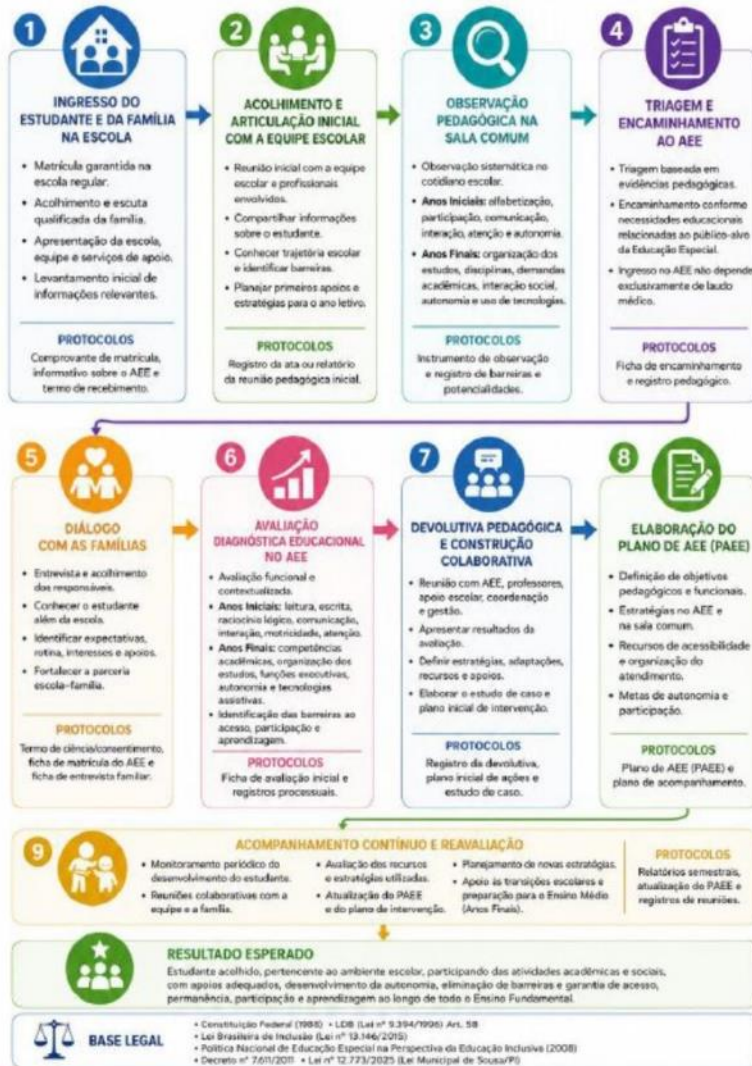 1
INGRESSO DO
ESTUDANTE E DA FAMÍLIA
NA ESCOLA
• Matrícula garantida na
escola regular.
• Acolhimento e escuta
qualificada da família.
• Apresentação da escola,
equipe e serviços de apoio.
• Levantamento inicial de
informações relevantes.
PROTOCOLOS
Comprovante de matrícula,
informativo sobre o AEE e
termo de recebimento.
2
ACOLHIMENTO E
ARTICULAÇÃO INICIAL
COM A EQUIPE ESCOLAR
• Reunião inicial com a equipe
escolar e profissionais
envolvidos.
• Compartilhar informações
sobre o estudante.
• Conhecer trajetória escolar
e identificar barreiras.
• Planejar primeiros apoios e
estratégias para o ano letivo.
PROTOCOLOS
Registro da ata ou relatório
da reunião pedagógica inicial.
3
OBSERVAÇÃO
PEDAGÓGICA NA
SALA COMUM
• Observação sistemática no
cotidiano escolar.
• Anos Iniciais: alfabetização,
participação, comunicação,
interação, atenção e autonomia.
• Anos Finais: organização dos
estudos, disciplinas, demandas
acadêmicas, interação social,
autonomia e uso de tecnologias.
PROTOCOLOS
Instrumento de observação
e registro de barreiras e
potencialidades.
4
TRIAGEM E
ENCAMINHAMENTO
AO AEE
• Triagem baseada em
evidências pedagógicas.
• Encaminhamento conforme
necessidades educacionais
relacionadas ao público-alvo
da Educação Especial.
• Ingresso no AEE não depende
exclusivamente de laudo
médico.
PROTOCOLOS
Ficha de encaminhamento
e registro pedagógico.
5
DIÁLOGO
COM AS FAMÍLIAS
• Entrevista e acolhimento
dos responsáveis.
• Conhecer o estudante
além da escola.
• Identificar expectativas,
rotina, interesses e apoios.
• Fortalecer a parceria
escola–família.
PROTOCOLOS
Termo de ciência/consentimento,
ficha de matrícula do AEE e
ficha de entrevista familiar.
6
AVALIAÇÃO
DIAGNÓSTICA EDUCACIONAL
NO AEE
• Avaliação funcional e
contextualizada.
• Anos Iniciais: leitura, escrita,
raciocínio lógico, comunicação,
interação, motricidade, atenção.
• Anos Finais: competências
acadêmicas, organização dos
estudos, funções executivas,
autonomia e tecnologias
assistivas.
• Identificação das barreiras ao
acesso, participação e
aprendizagem.
PROTOCOLOS
Ficha de avaliação inicial e
registros processuais.
7
DEVOLUTIVA PEDAGÓGICA
E CONSTRUÇÃO
COLABORATIVA
• Reunião com AEE, professores,
apoio escolar, coordenação
e gestão.
• Apresentar resultados da
avaliação.
• Definir estratégias, adaptações,
recursos e apoios.
• Elaborar o estudo de caso e
plano inicial de intervenção.
PROTOCOLOS
Registro da devolutiva,
plano inicial de ações e
estudo de caso.
8
ELABORAÇÃO DO
PLANO DE AEE (PAEE)
• Definição de objetivos
pedagógicos e funcionais.
• Estratégias no AEE e
na sala comum.
• Recursos de acessibilidade
e organização do
atendimento.
• Metas de autonomia e
participação.
PROTOCOLOS
Plano de AEE (PAEE) e
plano de acompanhamento.
9
ACOMPANHAMENTO CONTÍNUO E REAVALIAÇÃO
• Monitoramento periódico do
desenvolvimento do estudante.
• Reuniões colaborativas com a
equipe e a família.
• Avaliação dos recursos
e estratégias utilizadas.
• Atualização do PAEE
e do plano de intervenção.
• Planejamento de novas estratégias.
• Apoio às transições escolares e
preparação para o Ensino Médio
(Anos Finais).
PROTOCOLOS
Relatórios semestrais,
atualização do PAEE e
registros de reuniões.
RESULTADO ESPERADO
Estudante acolhido, pertencente ao ambiente escolar, participando das atividades acadêmicas e sociais,
com apoios adequados, desenvolvimento da autonomia, eliminação de barreiras e garantia de acesso,
permanência, participação e aprendizagem ao longo de todo o Ensino Fundamental.
BASE LEGAL
• Constituição Federal (1988) • LDB (Lei nº 9.394/1996) Art. 58
• Lei Brasileira de Inclusão (Lei nº 13.146/2015)
• Política Nacional de Educação Especial na Perspectiva da Educação Inclusiva (2008)
• Decreto nº 7.611/2011 • Lei nº 12.773/2025 (Lei Municipal de Sousa/PI)